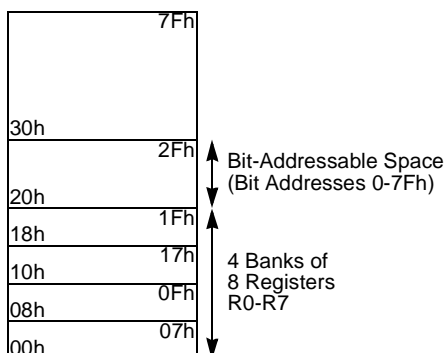 7Fh
30h
2Fh
Bit-Addressable Space
(Bit Addresses 0-7Fh)
20h
1Fh
18h
17h
10h
4 Banks of
8 Registers
R0-R7
0Fh
08h
07h
00h